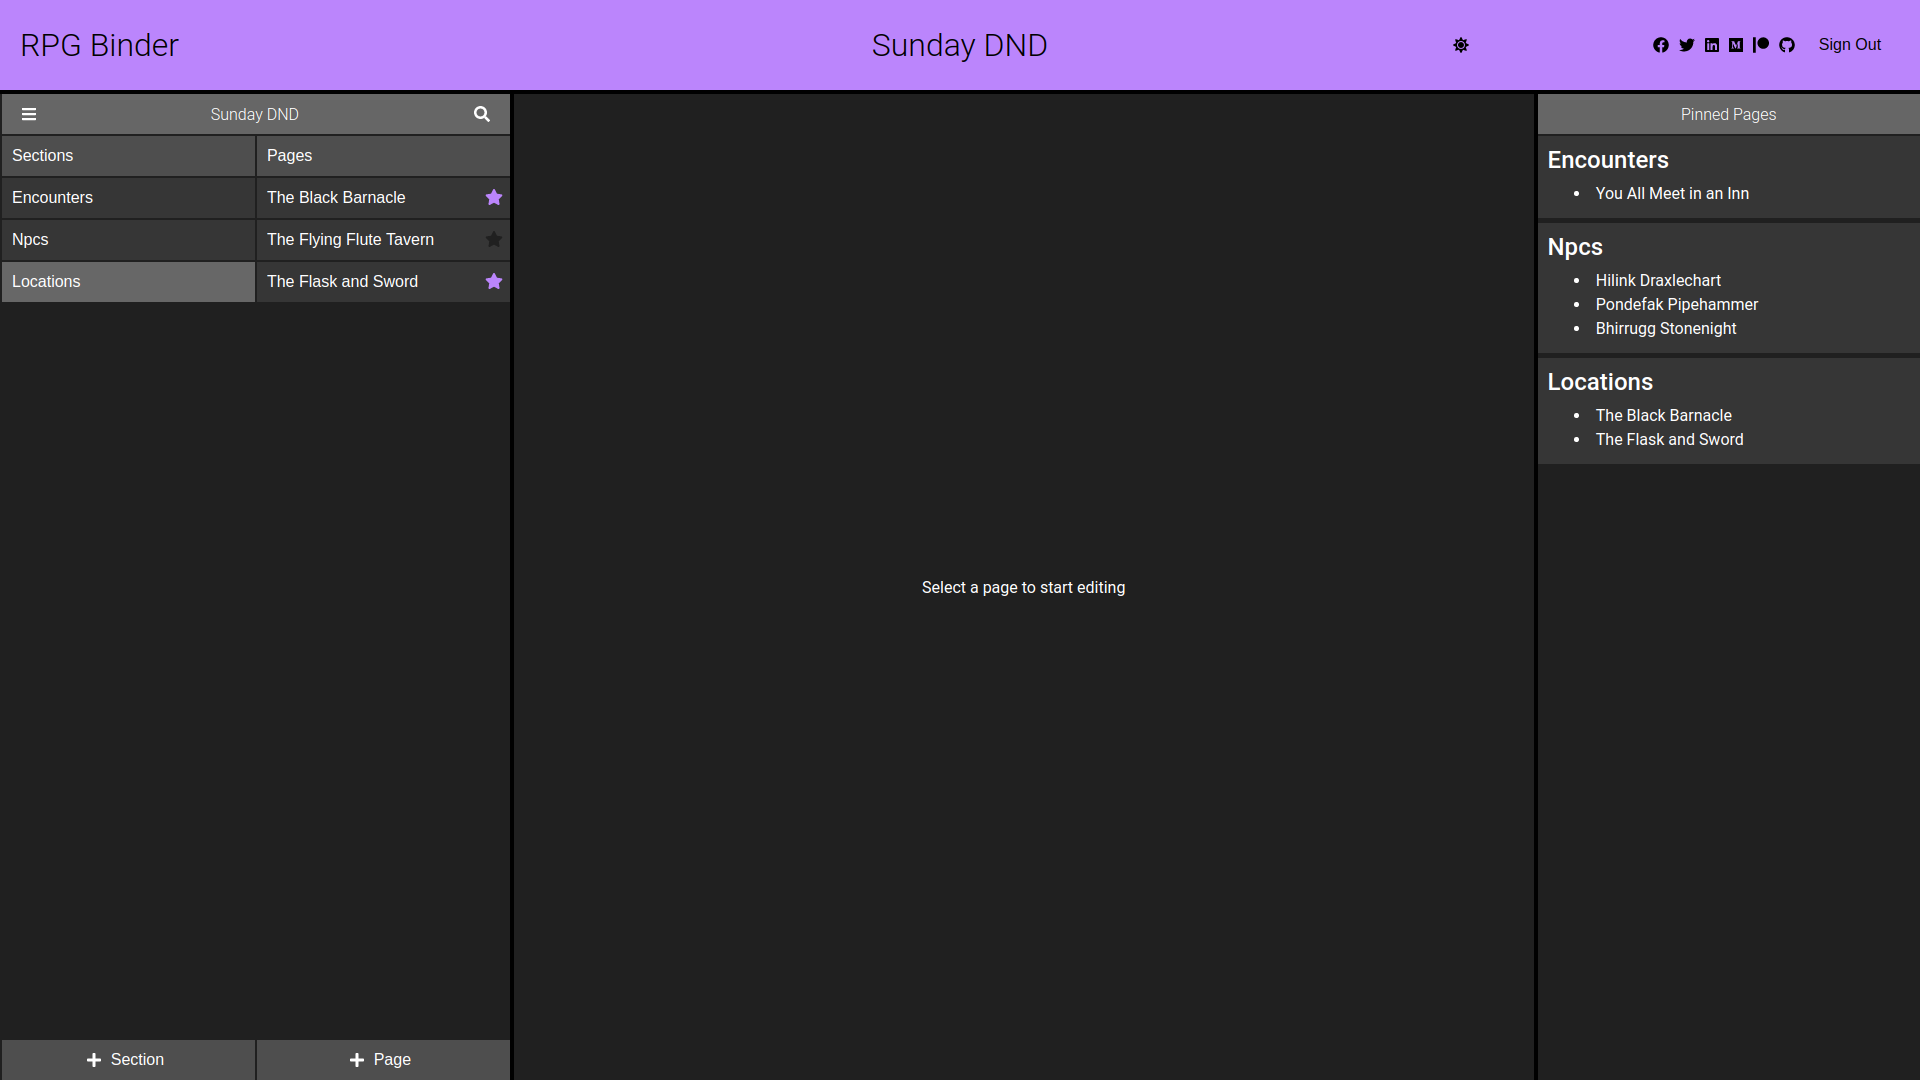 RPG Binder
Sunday DND
Sign Out
Sunday DND
Sections
Encounters
Npcs
Locations
Pages
The Black Barnacle
The Flying Flute Tavern
The Flask and Sword
Section
Page
Select a page to start editing
Pinned Pages
Encounters
You All Meet in an Inn
Npcs
Hilink Draxlechart
Pondefak Pipehammer
Bhirrugg Stonenight
Locations
The Black Barnacle
The Flask and Sword